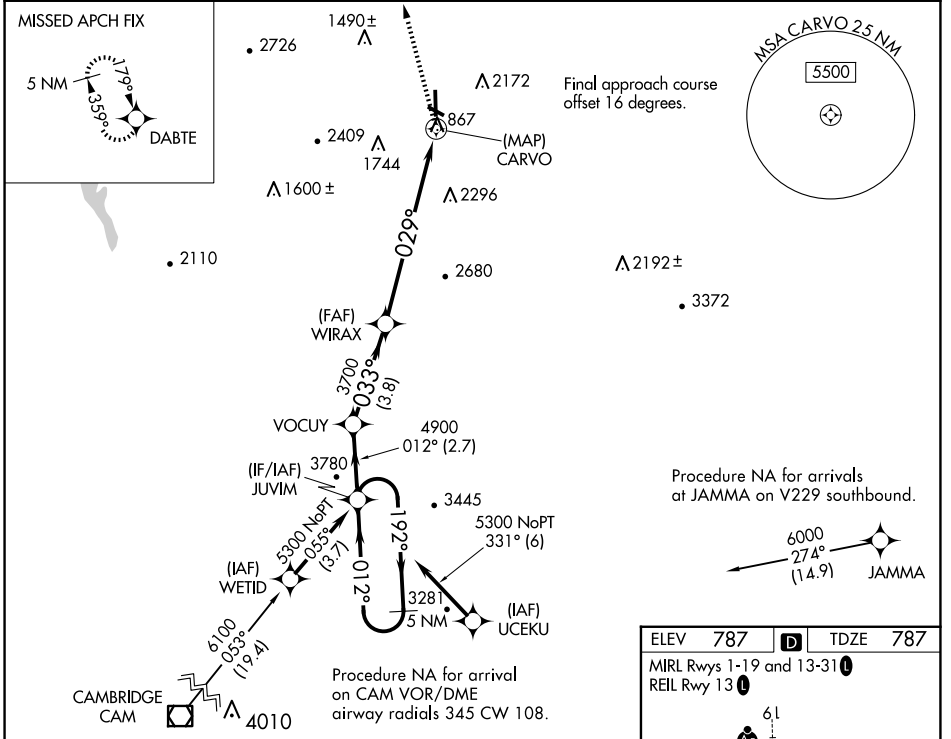 MISSED APCH FIX
5 NM
179°
359°
DABTE
1490 ±
2726
2172
2409
1744
1600 ±
867
(MAP)
CARVO
2296
Final approach course
offset 16 degrees.
MSA CARVO 25 NM
5500
2110
029°
2680
2192 ±
3372
(FAF)
WIRAX
3700
033°
(3.8)
VOCUY
4900
012° (2.7)
(IF/IAF)
JUVIM
3780
3445
5300 NoPT
055°
(3.7)
192°
012°
5300 NoPT
331° (6)
(IAF)
WETID
3281
5 NM
(IAF)
UCEKU
6100
053°
(19.4)
CAMBRIDGE
CAM
4010
Procedure NA for arrival
on CAM VOR/DME
airway radials 345 CW 108.
Procedure NA for arrivals
at JAMMA on V229 southbound.
6000
274°
(14.9)
JAMMA
ELEV 787 D TDZE 787
MIRL Rwys 1-19 and 13-31 L
REIL Rwy 13 L
19